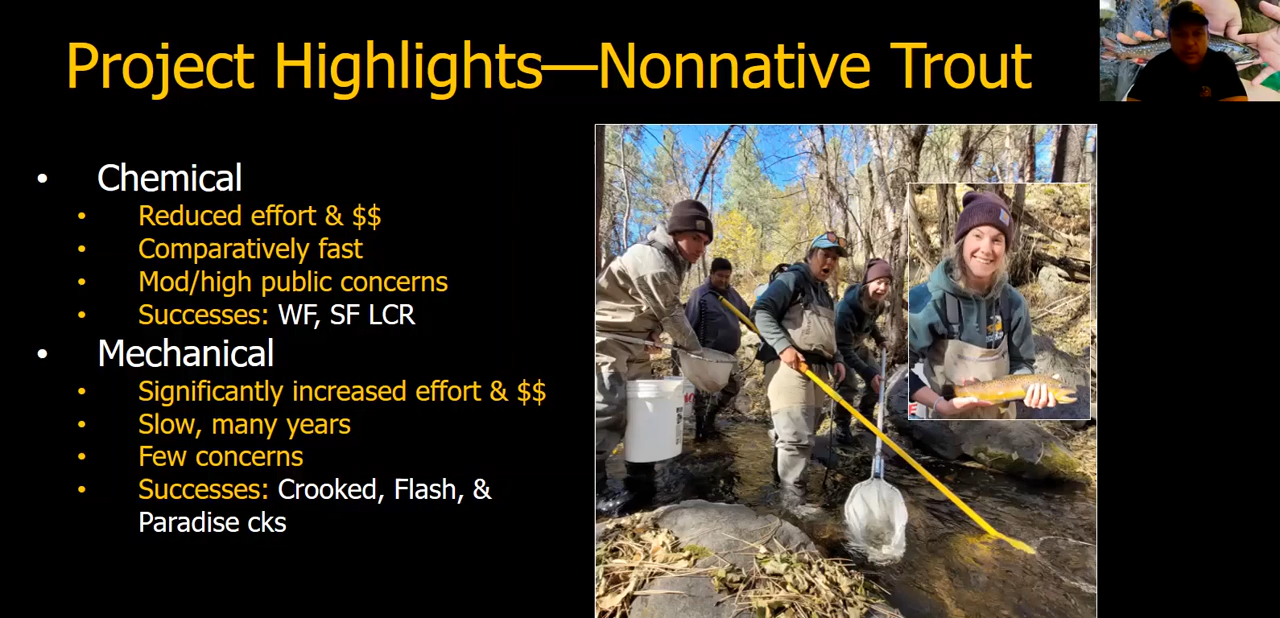 Project Highlights—Nonnative Trout
• Chemical
• Reduced effort & $$
• Comparatively fast
• Mod/high public concerns
• Successes: WF, SF LCR
• Mechanical
• Significantly increased effort & $$
• Slow, many years
• Few concerns
• Successes: Crooked, Flash, &
Paradise cks